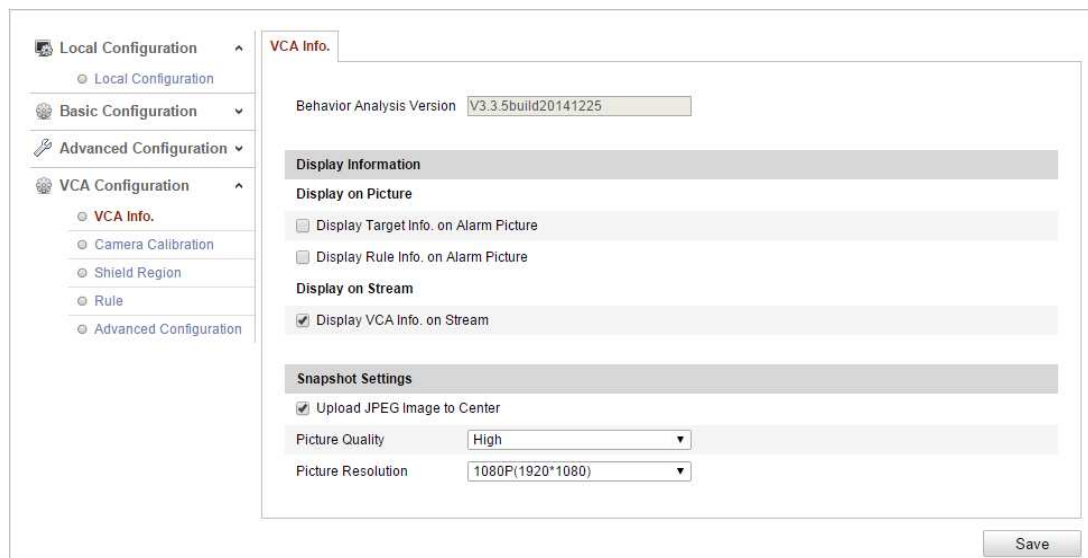 Local Configuration
Local Configuration
Basic Configuration
Advanced Configuration
VCA Configuration
VCA Info.
Camera Calibration
Shield Region
Rule
Advanced Configuration
VCA Info.
Behavior Analysis Version V3.3.5build20141225
Display Information
Display on Picture
Display Target Info. on Alarm Picture
Display Rule Info. on Alarm Picture
Display on Stream
Display VCA Info. on Stream
Snapshot Settings
Upload JPEG Image to Center
Picture Quality High
Picture Resolution 1080P(1920*1080)
Save